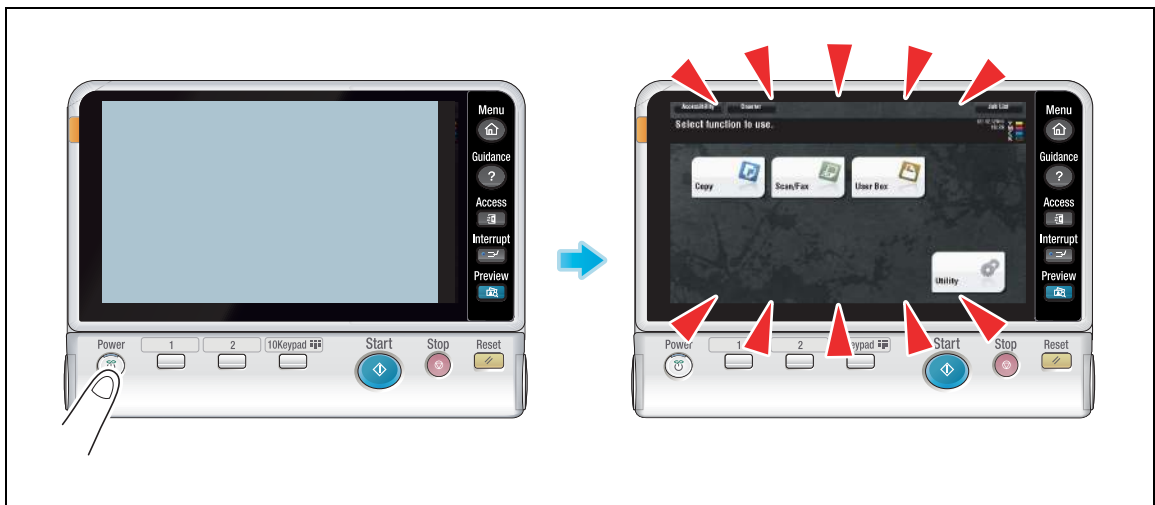 Menu
Guidance
?
Access
Interrupt
Preview
Power
1
2
10Keypad
Start
Stop
Reset
Accessibility
Job List
Select function to use.
Copy
Scan/Fax
User Box
Utility
Menu
Guidance
?
Access
Interrupt
Preview
Power
1
2
eypad
Start
Stop
Reset